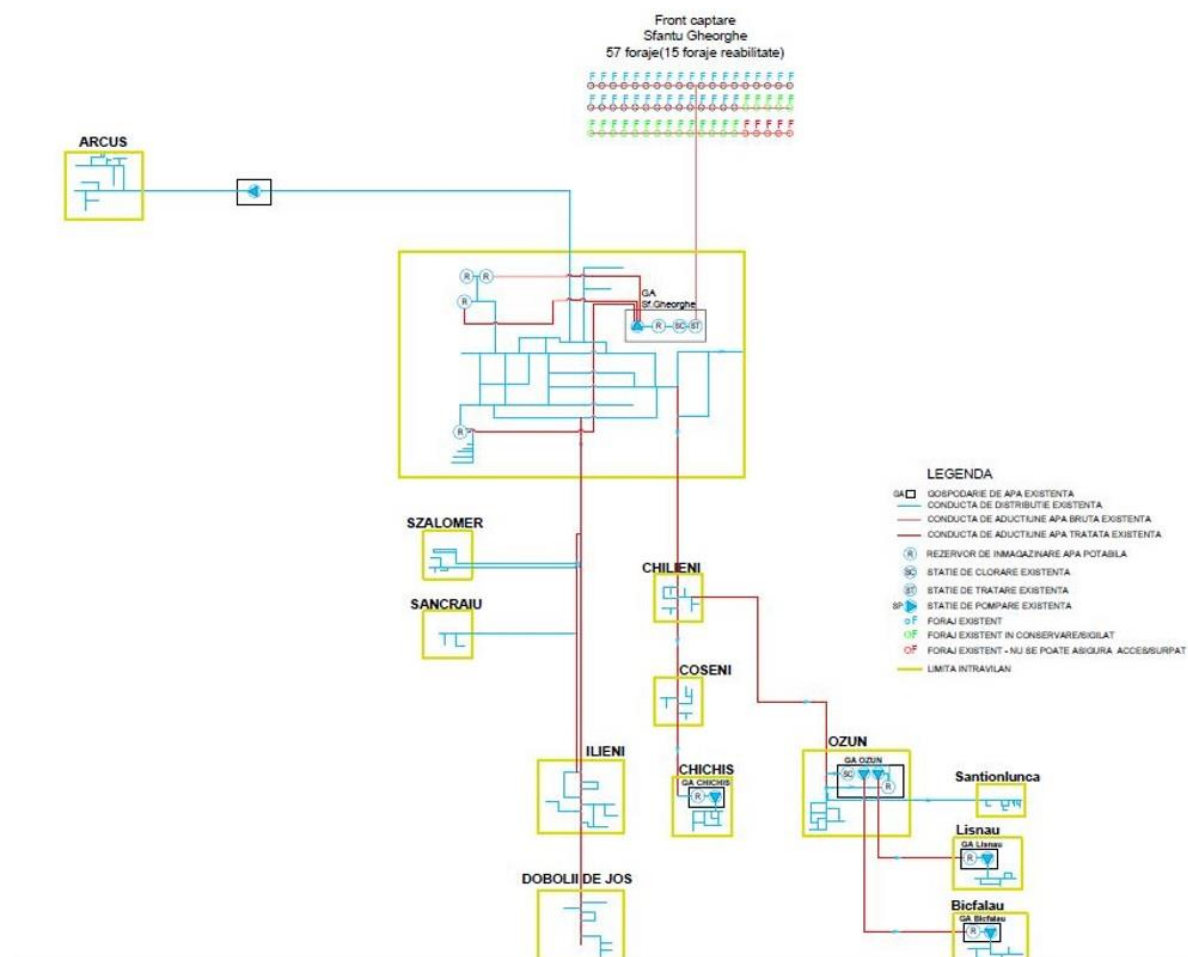 Front captare
Sfantu Gheorghe
57 foraje(15 foraje reabilitate)
F F F F F F F F F F F F F F F F F F F F
F F F F F F F F F F F F F F F F F F F F
F F F F F F F F F F F F F F F F F F F F
ARCUS
R R
R
GA
Sf.Gheorghe
R SC ST
R
LEGENDA
GA GOSPODARIE DE APA EXISTENTA
CONDUCTA DE DISTRIBUTIE EXISTENTA
CONDUCTA DE ADUCTIUNE APA BRUTA EXISTENTA
CONDUCTA DE ADUCTIUNE APA TRATATA EXISTENTA
R REZERVOR DE INMAGAZINARE APA POTABILA
SC STATIE DE CLORARE EXISTENTA
ST STATIE DE TRATARE EXISTENTA
SP STATIE DE POMPARE EXISTENTA
F FORAJ EXISTENT
F FORAJ EXISTENT IN CONSERVARE/SIGILAT
F FORAJ EXISTENT - NU SE POATE ASIGURA ACCES/SURPAT
LIMITA INTRAVILAN
SZALOMER
SANCRAIU
CHILIENI
COSENI
ILIENI
CHICHIS
GA CHICHIS
R
OZUN
GA OZUN
SC
R
Santionlunca
Lisnau
GA Lisnau
R
DOBOLII DE JOS
Bicfalau
GA Bicfalau
R